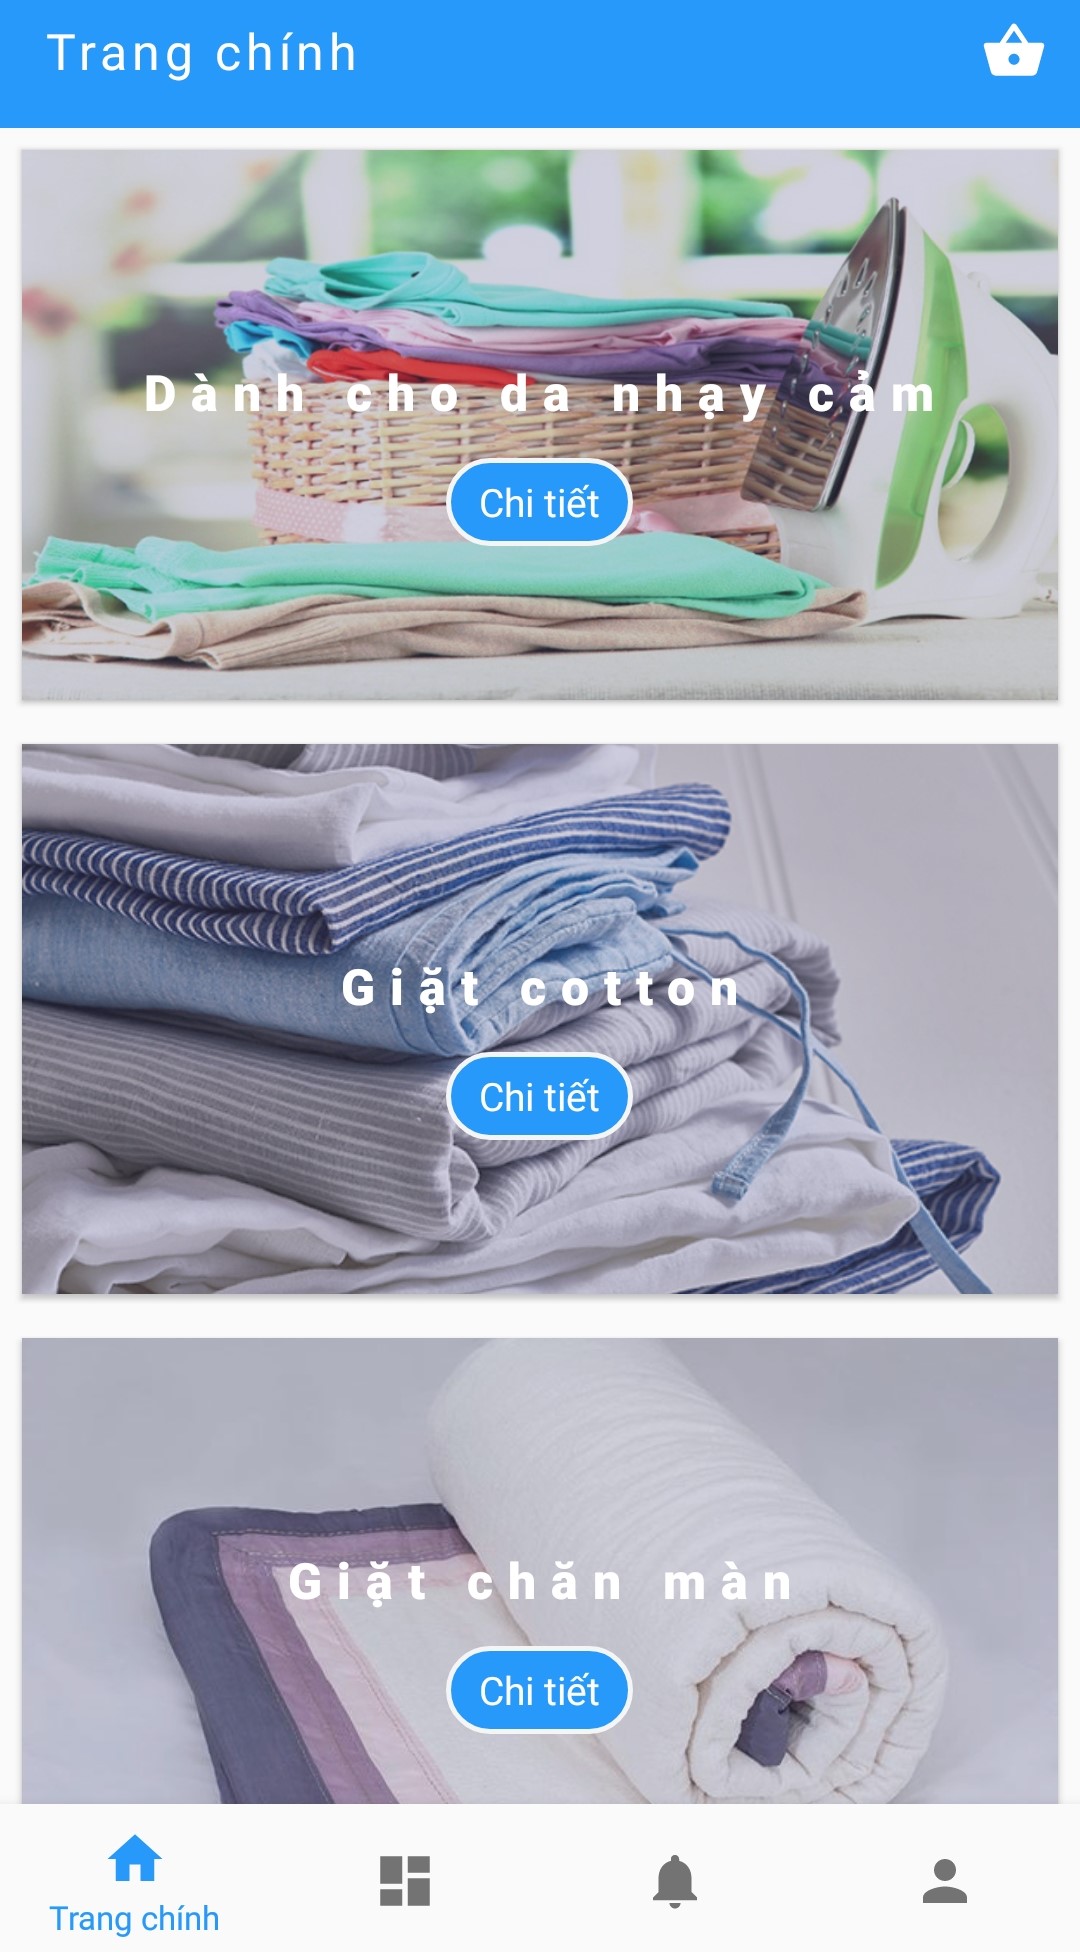 Trang chính
Dành cho da nhạy cảm
Chi tiết
Giặt cotton
Chi tiết
Giặt chăn màn
Chi tiết
Trang chính